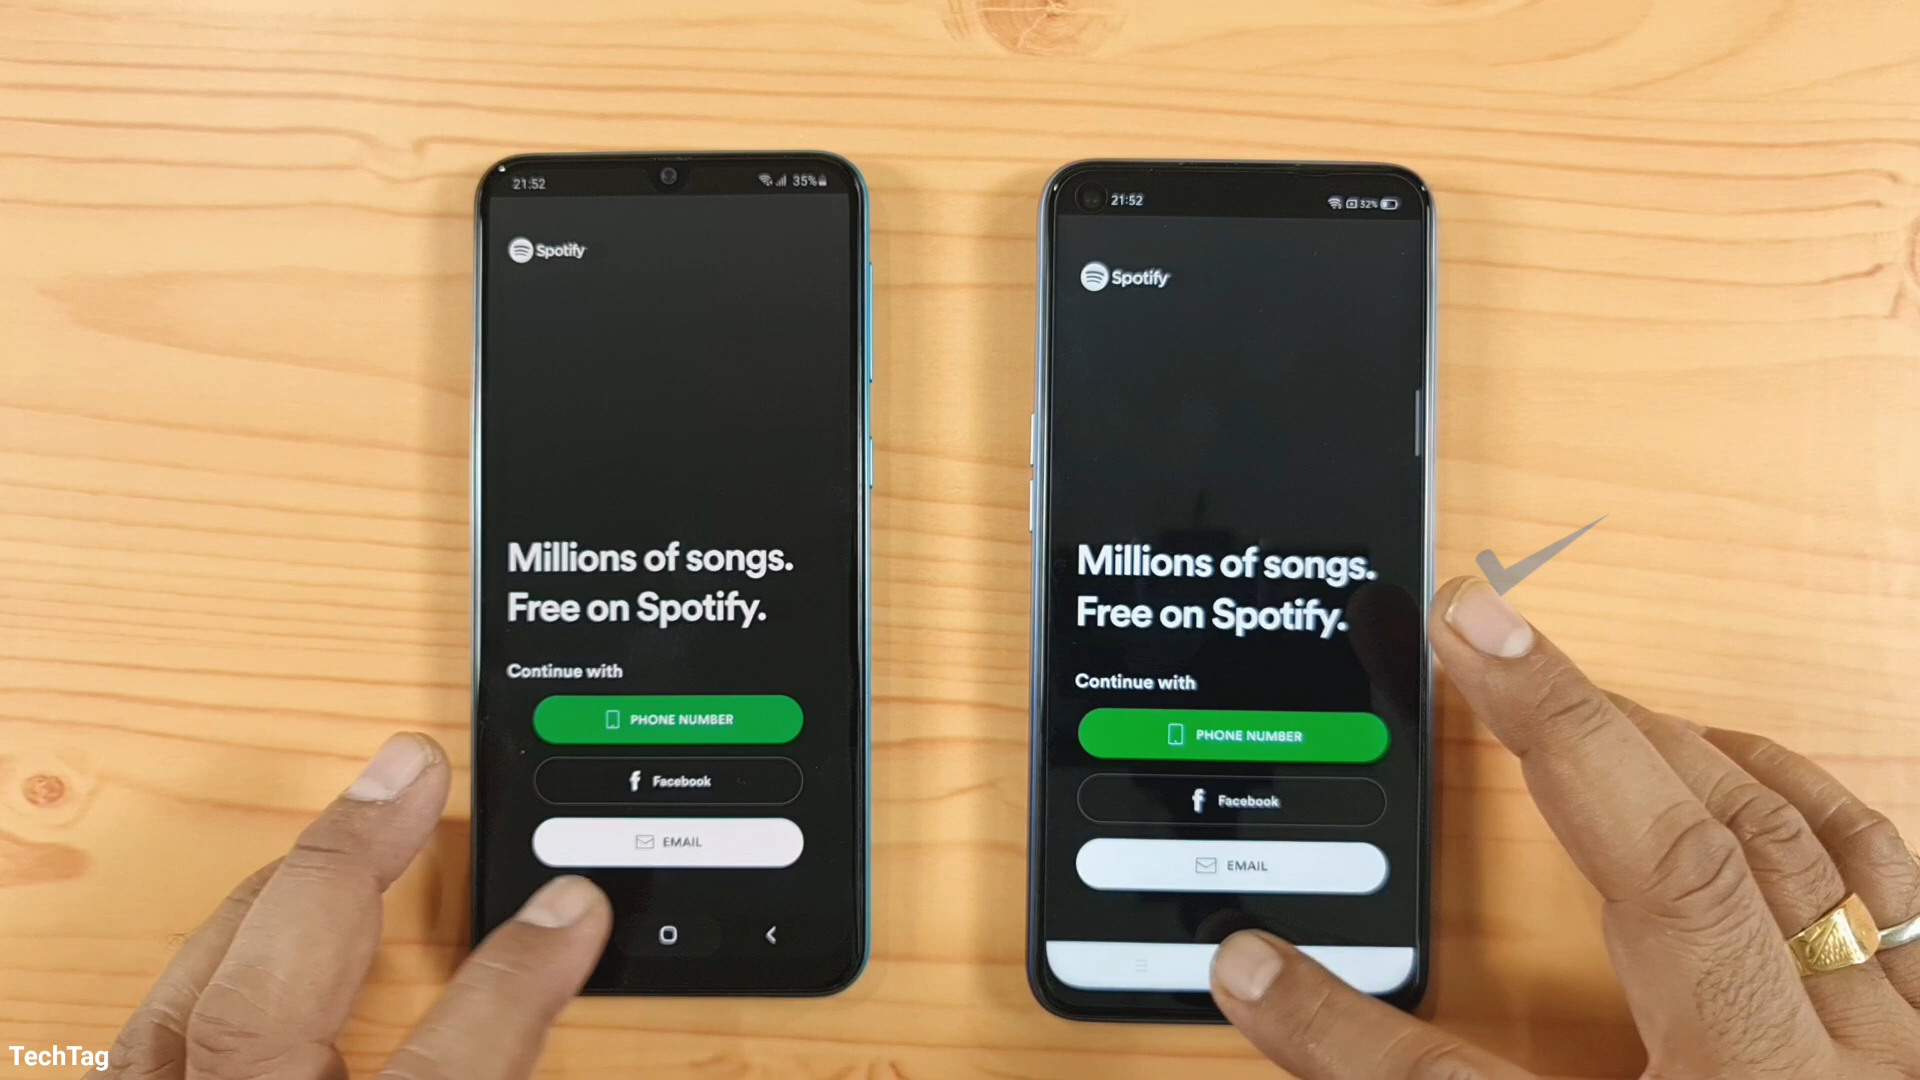 21:52
35%
Spotify
Millions of songs.
Free on Spotify.
Continue with
PHONE NUMBER
Facebook
EMAIL
21:52
32%
Spotify
Millions of songs.
Free on Spotify.
Continue with
PHONE NUMBER
Facebook
EMAIL
TechTag